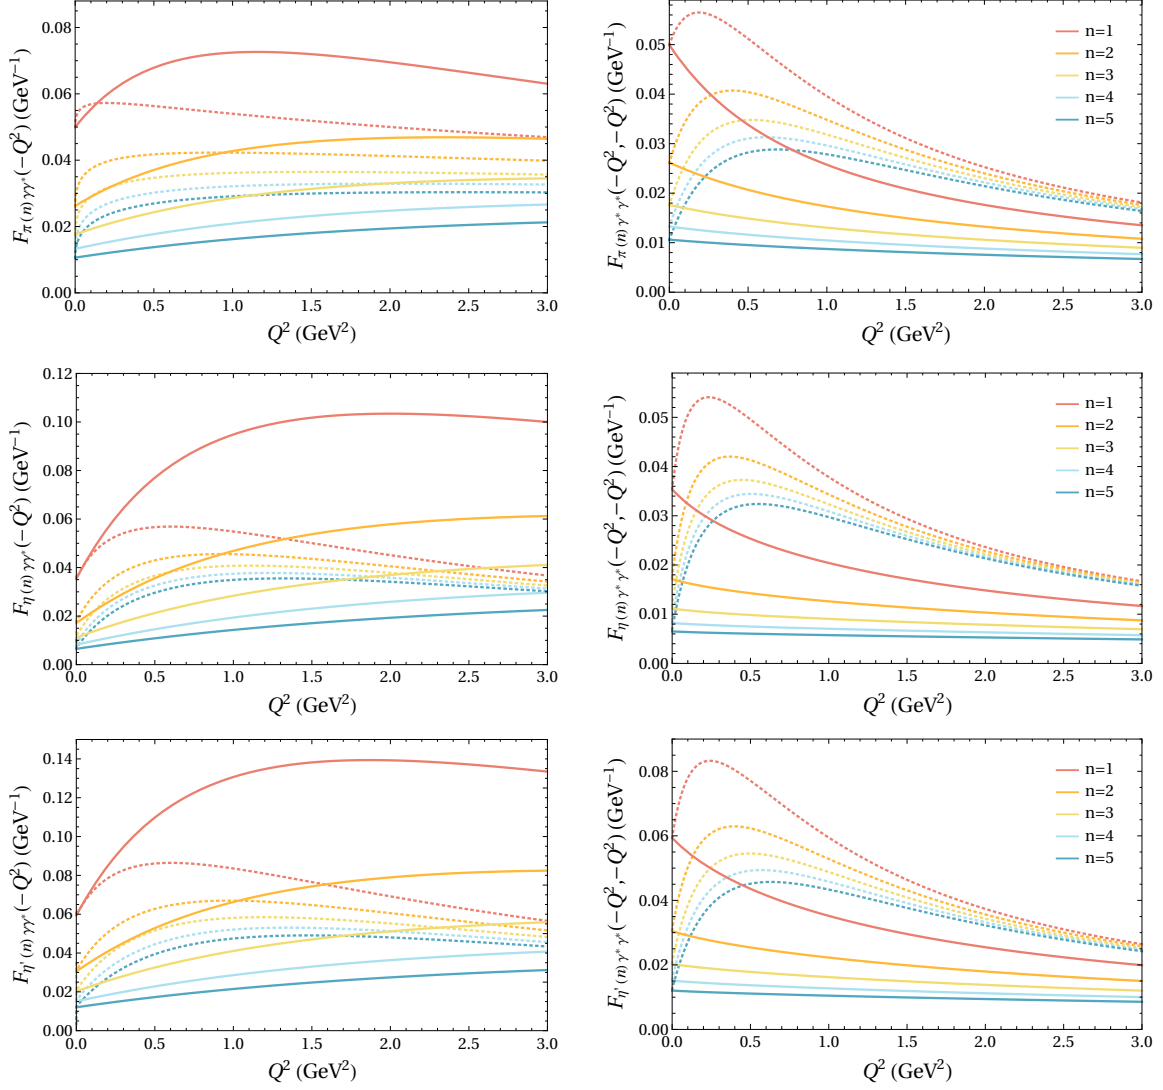 0.08
0.06
0.04
0.02
0.00
F_π(n)γγ*(−Q²) (GeV⁻¹)
0.0 0.5 1.0 1.5 2.0 2.5 3.0
Q² (GeV²)
0.05
0.04
0.03
0.02
0.01
0.00
F_π(n)γ*γ*(−Q²,−Q²) (GeV⁻¹)
n=1
n=2
n=3
n=4
n=5
0.0 0.5 1.0 1.5 2.0 2.5 3.0
Q² (GeV²)
0.12
0.10
0.08
0.06
0.04
0.02
0.00
F_η(n)γγ*(−Q²) (GeV⁻¹)
0.0 0.5 1.0 1.5 2.0 2.5 3.0
Q² (GeV²)
0.05
0.04
0.03
0.02
0.01
0.00
F_η(n)γ*γ*(−Q²,−Q²) (GeV⁻¹)
n=1
n=2
n=3
n=4
n=5
0.0 0.5 1.0 1.5 2.0 2.5 3.0
Q² (GeV²)
0.14
0.12
0.10
0.08
0.06
0.04
0.02
0.00
F_η′(n)γγ*(−Q²) (GeV⁻¹)
0.0 0.5 1.0 1.5 2.0 2.5 3.0
Q² (GeV²)
0.08
0.06
0.04
0.02
0.00
F_η′(n)γ*γ*(−Q²,−Q²) (GeV⁻¹)
n=1
n=2
n=3
n=4
n=5
0.0 0.5 1.0 1.5 2.0 2.5 3.0
Q² (GeV²)